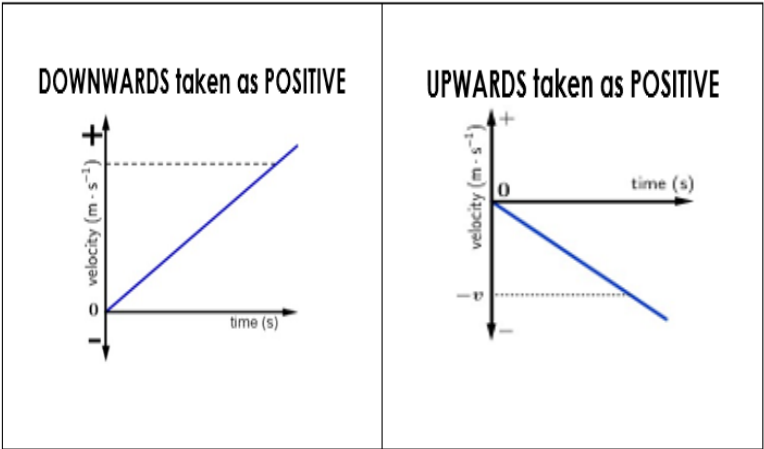 DOWNWARDS taken as POSITIVE
+
velocity (m · s⁻¹)
0
time (s)
-
UPWARDS taken as POSITIVE
+
velocity (m · s⁻¹)
0
time (s)
−v
−